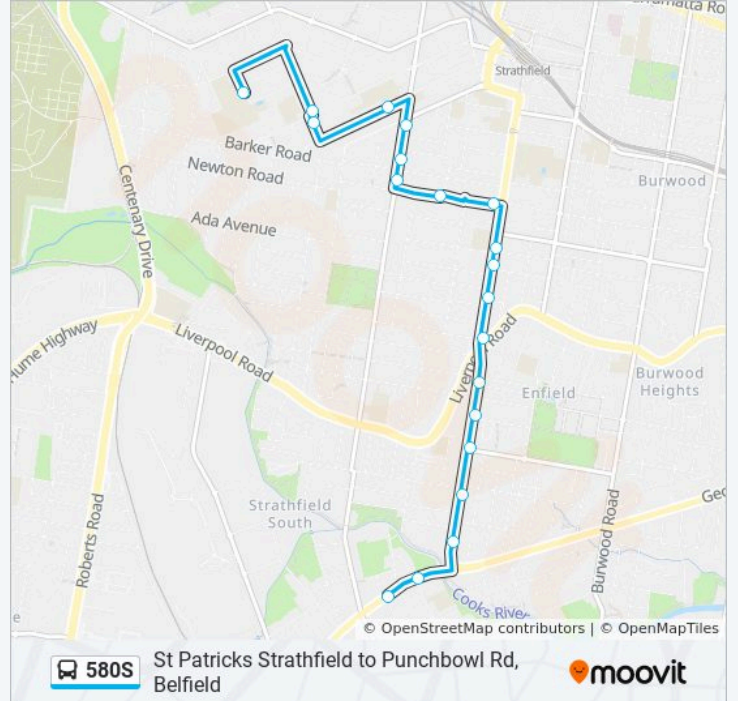 Strathfield
Barker Road
Newton Road
Burwood
Centenary Drive
Ada Avenue
Hume Highway
Liverpool Road
Liverpool Road
Burwood
Heights
Enfield
Strathfield
South
Roberts Road
Burwood Road
Cooks River
© OpenStreetMap contributors | © OpenMapTiles
580S
St Patricks Strathfield to Punchbowl Rd,
Belfield
moovit